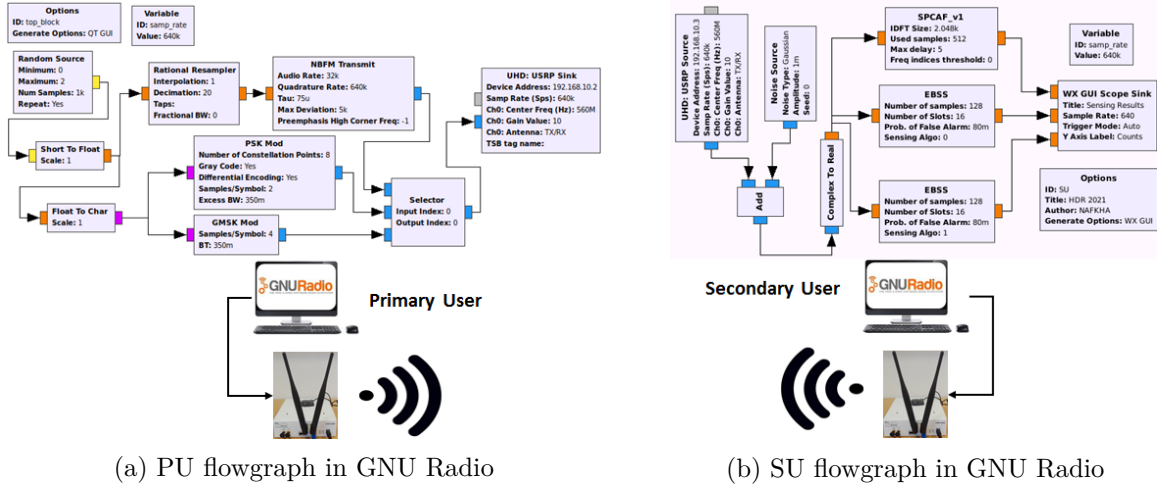 Options
ID: top_block
Generate Options: QT GUI
Variable
ID: samp_rate
Value: 640k
Random Source
Minimum: 0
Maximum: 2
Num Samples: 1k
Repeat: Yes
Rational Resampler
Interpolation: 1
Decimation: 20
Taps:
Fractional BW: 0
NBFM Transmit
Audio Rate: 32k
Quadrature Rate: 640k
Tau: 75u
Max Deviation: 5k
Preemphasis High Corner Freq: -1
UHD: USRP Sink
Device Address: 192.168.10.2
Samp Rate (Sps): 640k
Ch0: Center Freq (Hz): 560M
Ch0: Gain Value: 10
Ch0: Antenna: TX/RX
TSB tag name:
Short To Float
Scale: 1
PSK Mod
Number of Constellation Points: 8
Gray Code: Yes
Differential Encoding: Yes
Samples/Symbol: 2
Excess BW: 350m
Float To Char
Scale: 1
GMSK Mod
Samples/Symbol: 4
BT: 350m
Selector
Input Index: 0
Output Index: 0
GNURadio
Primary User
(a) PU flowgraph in GNU Radio
UHD: USRP Source
Device Address: 192.168.10.3
Samp Rate (Sps): 640k
Ch0: Center Freq (Hz): 560M
Ch0: Gain Value: 10
Ch0: Antenna: TX/RX
Noise Source
Noise Type: Gaussian
Amplitude: 1m
Seed: 0
Add
Complex To Real
SPCAF_v1
IDFT Size: 2.048k
Used samples: 512
Max delay: 5
Freq indices threshold: 0
EBSS
Number of samples: 128
Number of Slots: 16
Prob. of False Alarm: 80m
Sensing Algo: 0
EBSS
Number of samples: 128
Number of Slots: 16
Prob. of False Alarm: 80m
Sensing Algo: 1
Variable
ID: samp_rate
Value: 640k
WX GUI Scope Sink
Title: Sensing Results
Sample Rate: 640
Trigger Mode: Auto
Y Axis Label: Counts
Options
ID: SU
Title: HDR 2021
Author: NAFKHA
Generate Options: WX GUI
Secondary User
GNURadio
(b) SU flowgraph in GNU Radio